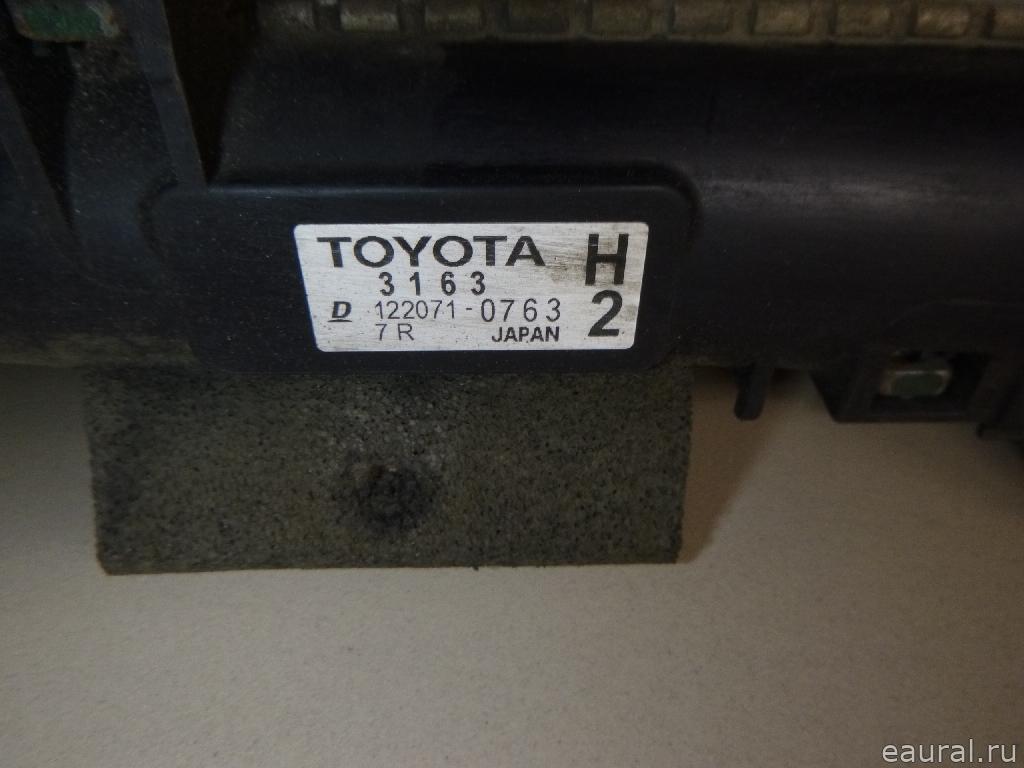 TOYOTA H
3163
D 122071-0763 2
7R JAPAN
eaural.ru